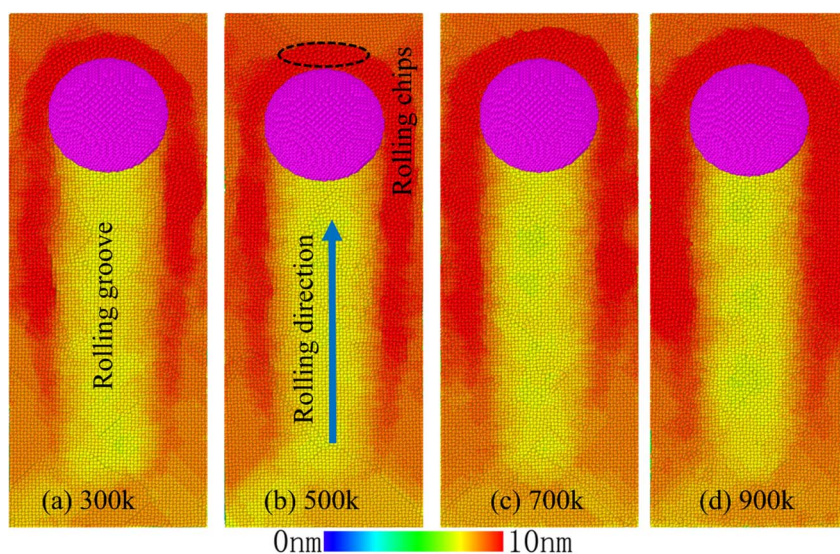 Rolling groove
Rolling direction
Rolling chips
(a) 300k
(b) 500k
(c) 700k
(d) 900k
0nm
10nm